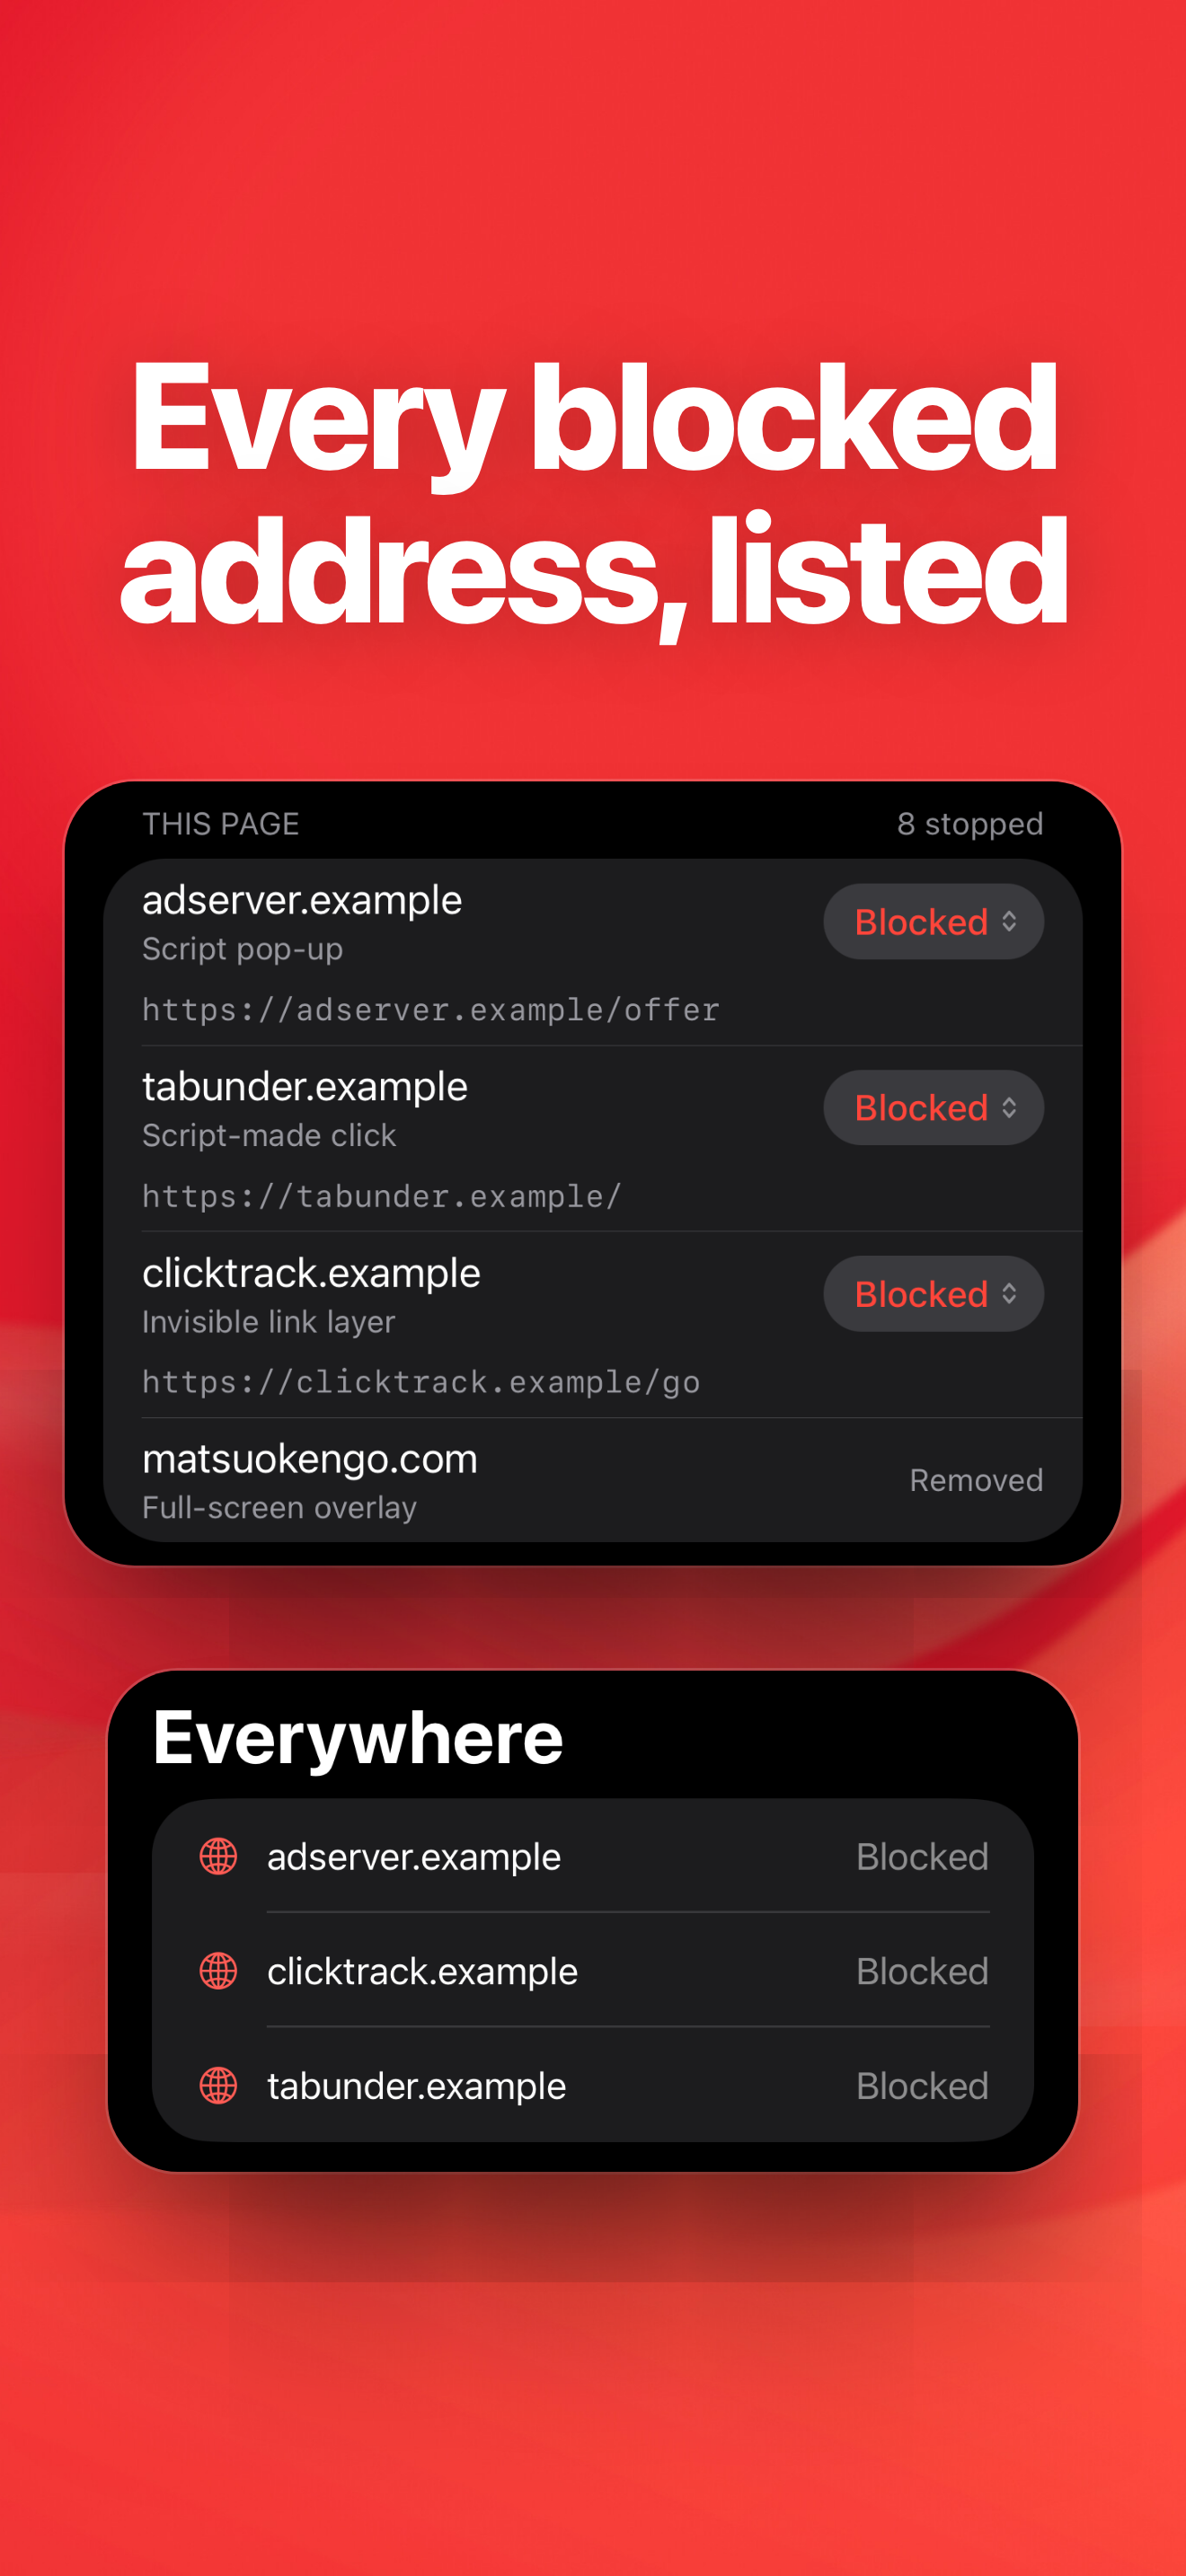 Every blocked
address, listed
THIS PAGE 8 stopped
adserver.example Blocked
Script pop-up
https://adserver.example/offer
tabunder.example Blocked
Script-made click
https://tabunder.example/
clicktrack.example Blocked
Invisible link layer
https://clicktrack.example/go
matsuokengo.com Removed
Full-screen overlay
Everywhere
adserver.example Blocked
clicktrack.example Blocked
tabunder.example Blocked